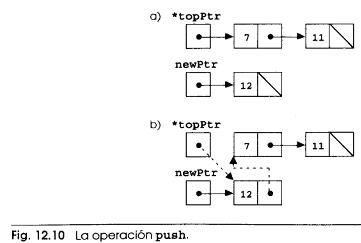 a) *topPtr
7 11
newPtr
12
b) *topPtr
7 11
newPtr
12
Fig. 12.10 La operación push.